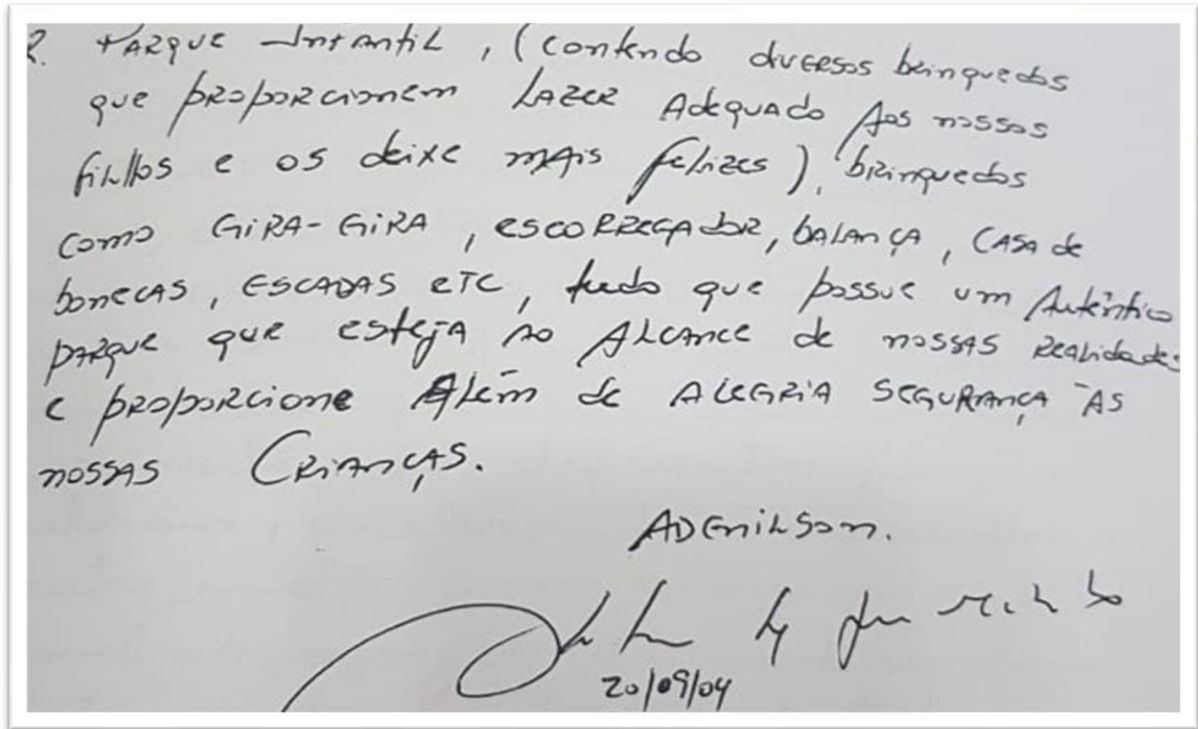 R. PARQUE INFANTIL, (contendo diversos brinquedos
que proporcionem LAZER Adequado Aos nossos
filhos e os deixe mais felizes), brinquedos
como GiRA-GiRA, escorregador, balança, casa de
bonecas, escadas etc, tudo que possue um Autêntico
parque que esteja ao Alcance de nossas realidades
e proporcione Além de Alegria segurança às
nossas Crianças.
ADENILSON.
20/09/04